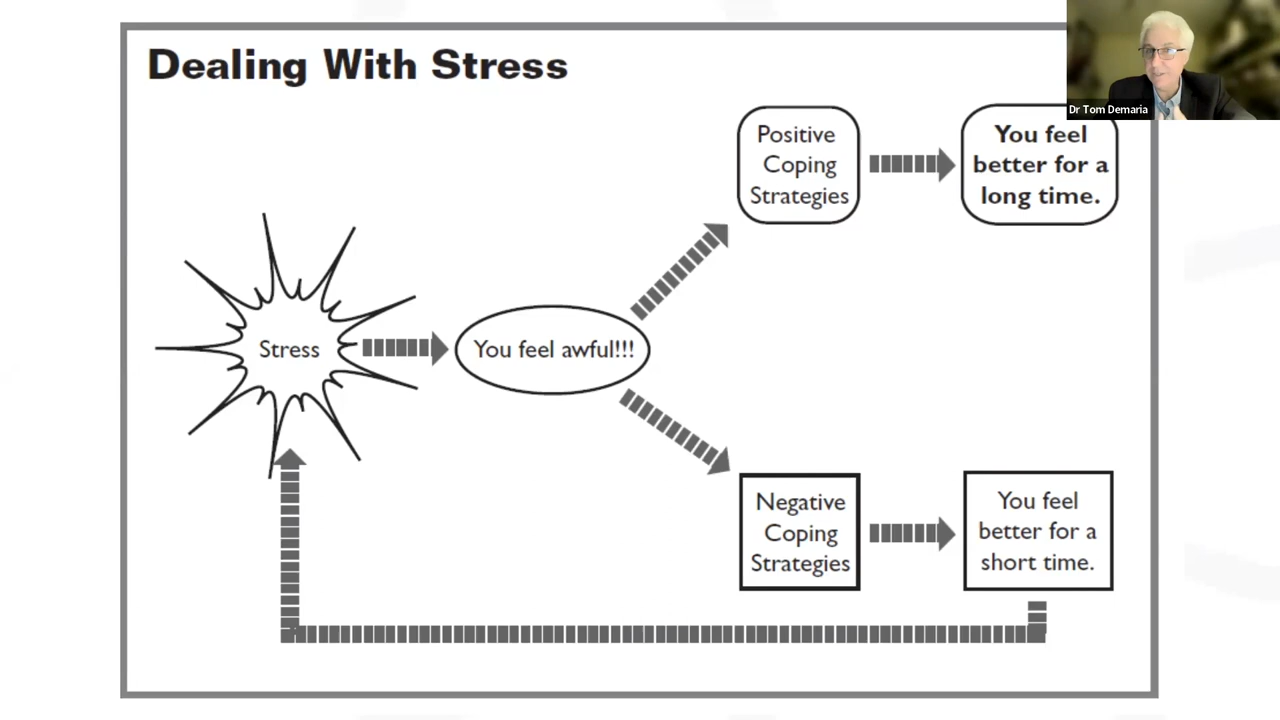 Dealing With Stress
Dr Tom Demaria
Positive
Coping
Strategies
You feel
better for a
long time.
Stress
You feel awful!!!
Negative
Coping
Strategies
You feel
better for a
short time.